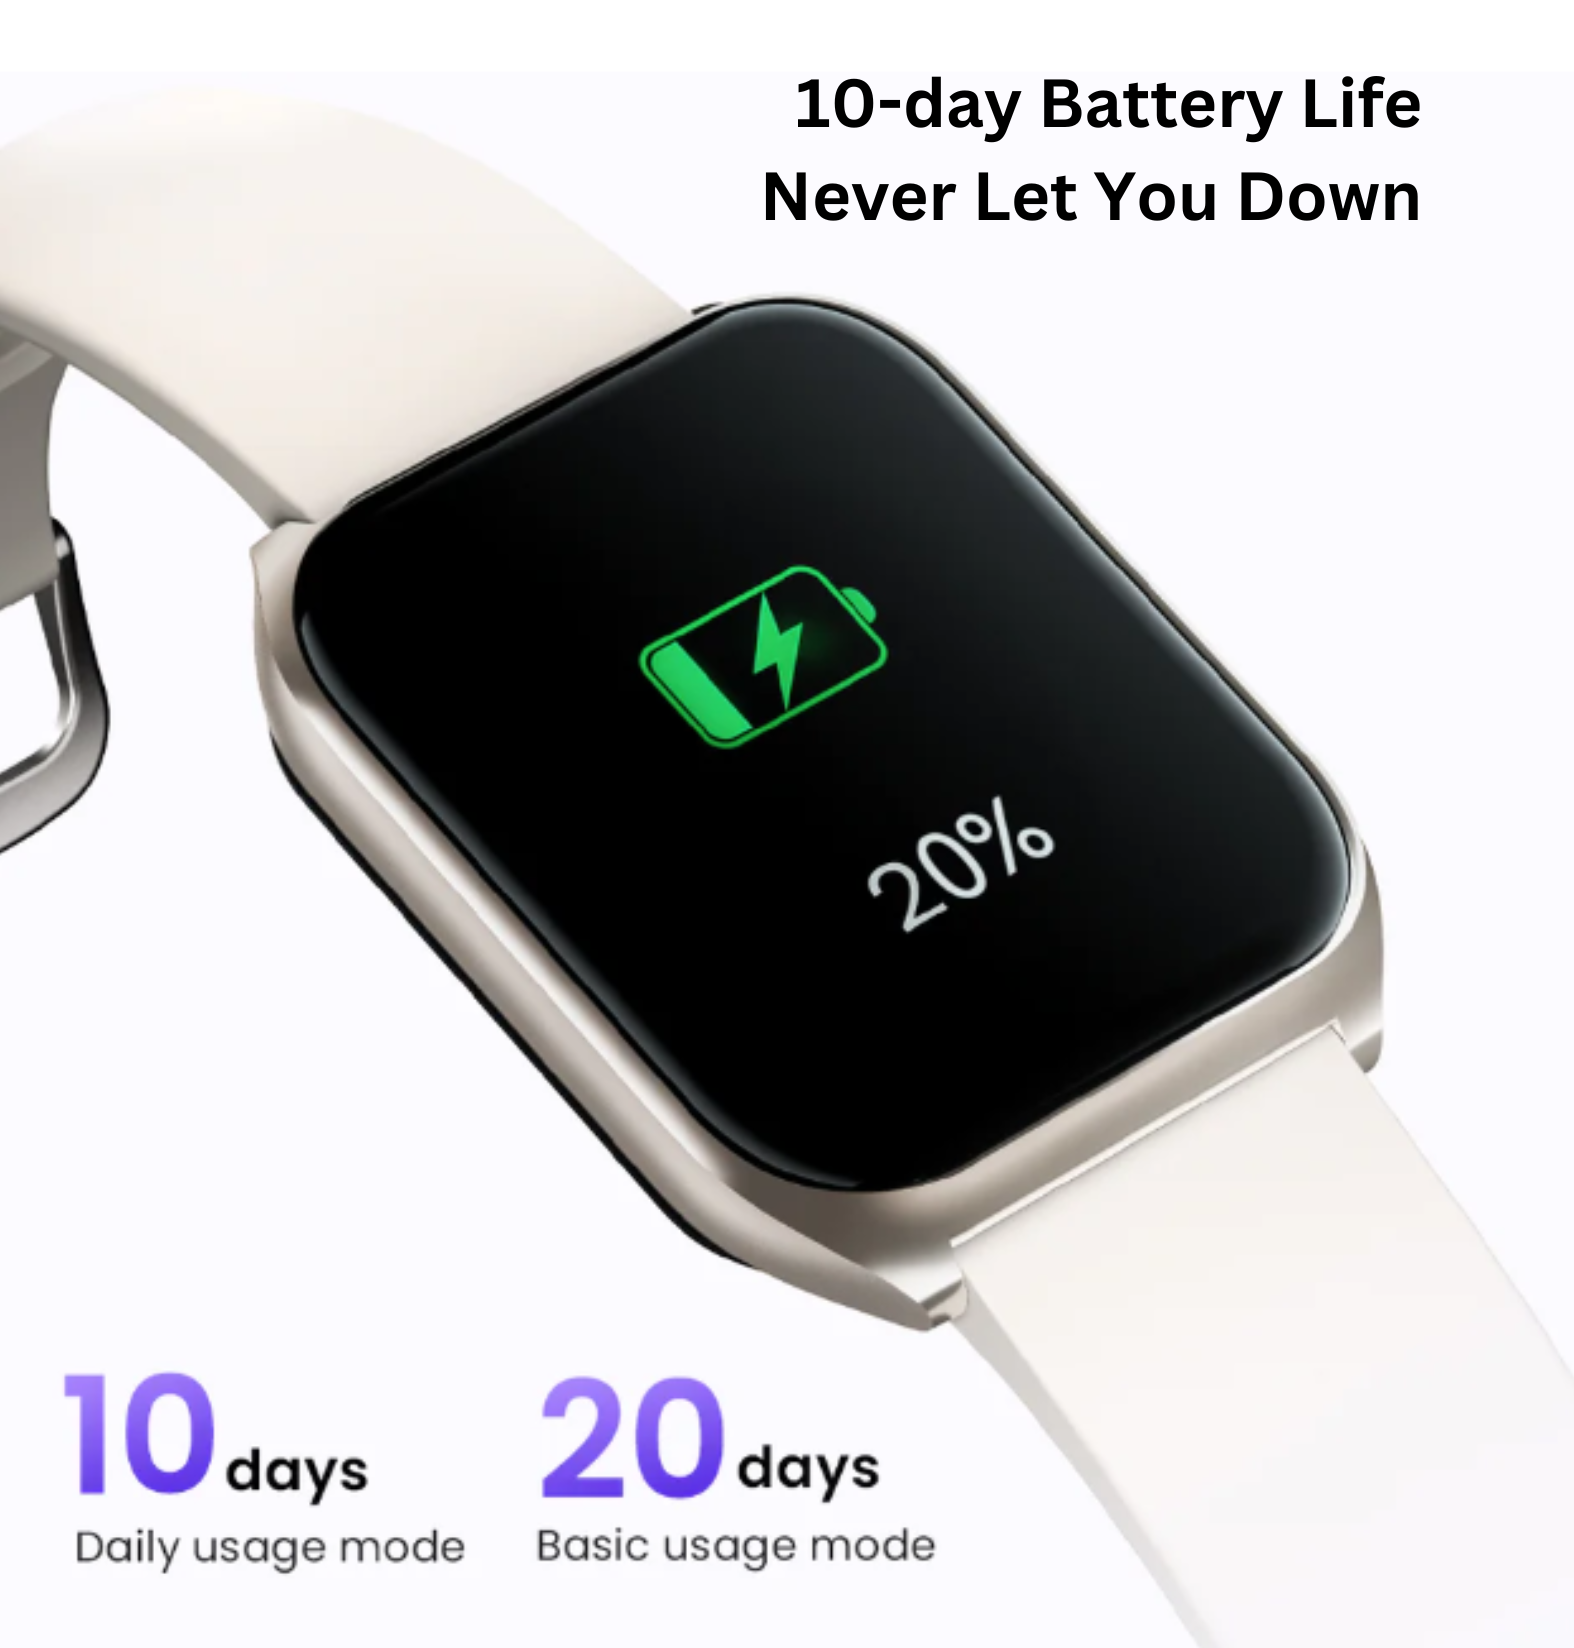 10-day Battery Life
Never Let You Down
20%
10 days
Daily usage mode
20 days
Basic usage mode